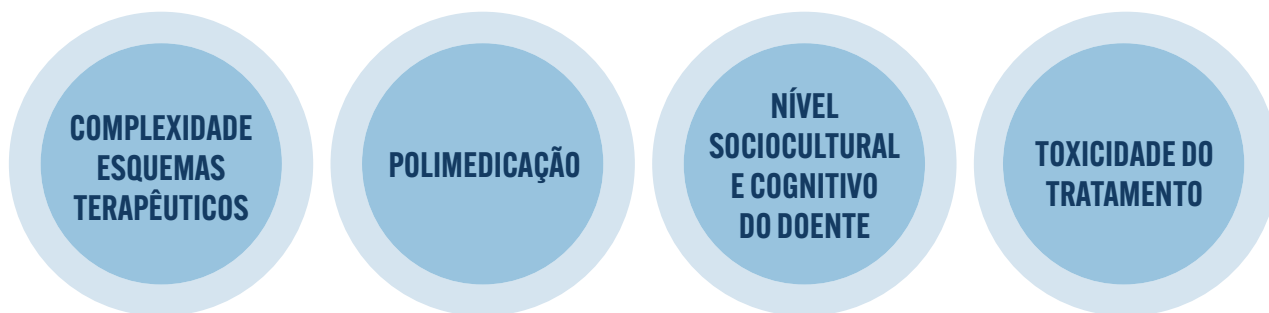 COMPLEXIDADE
ESQUEMAS
TERAPÊUTICOS
POLIMEDICAÇÃO
NÍVEL
SOCIOCULTURAL
E COGNITIVO
DO DOENTE
TOXICIDADE DO
TRATAMENTO